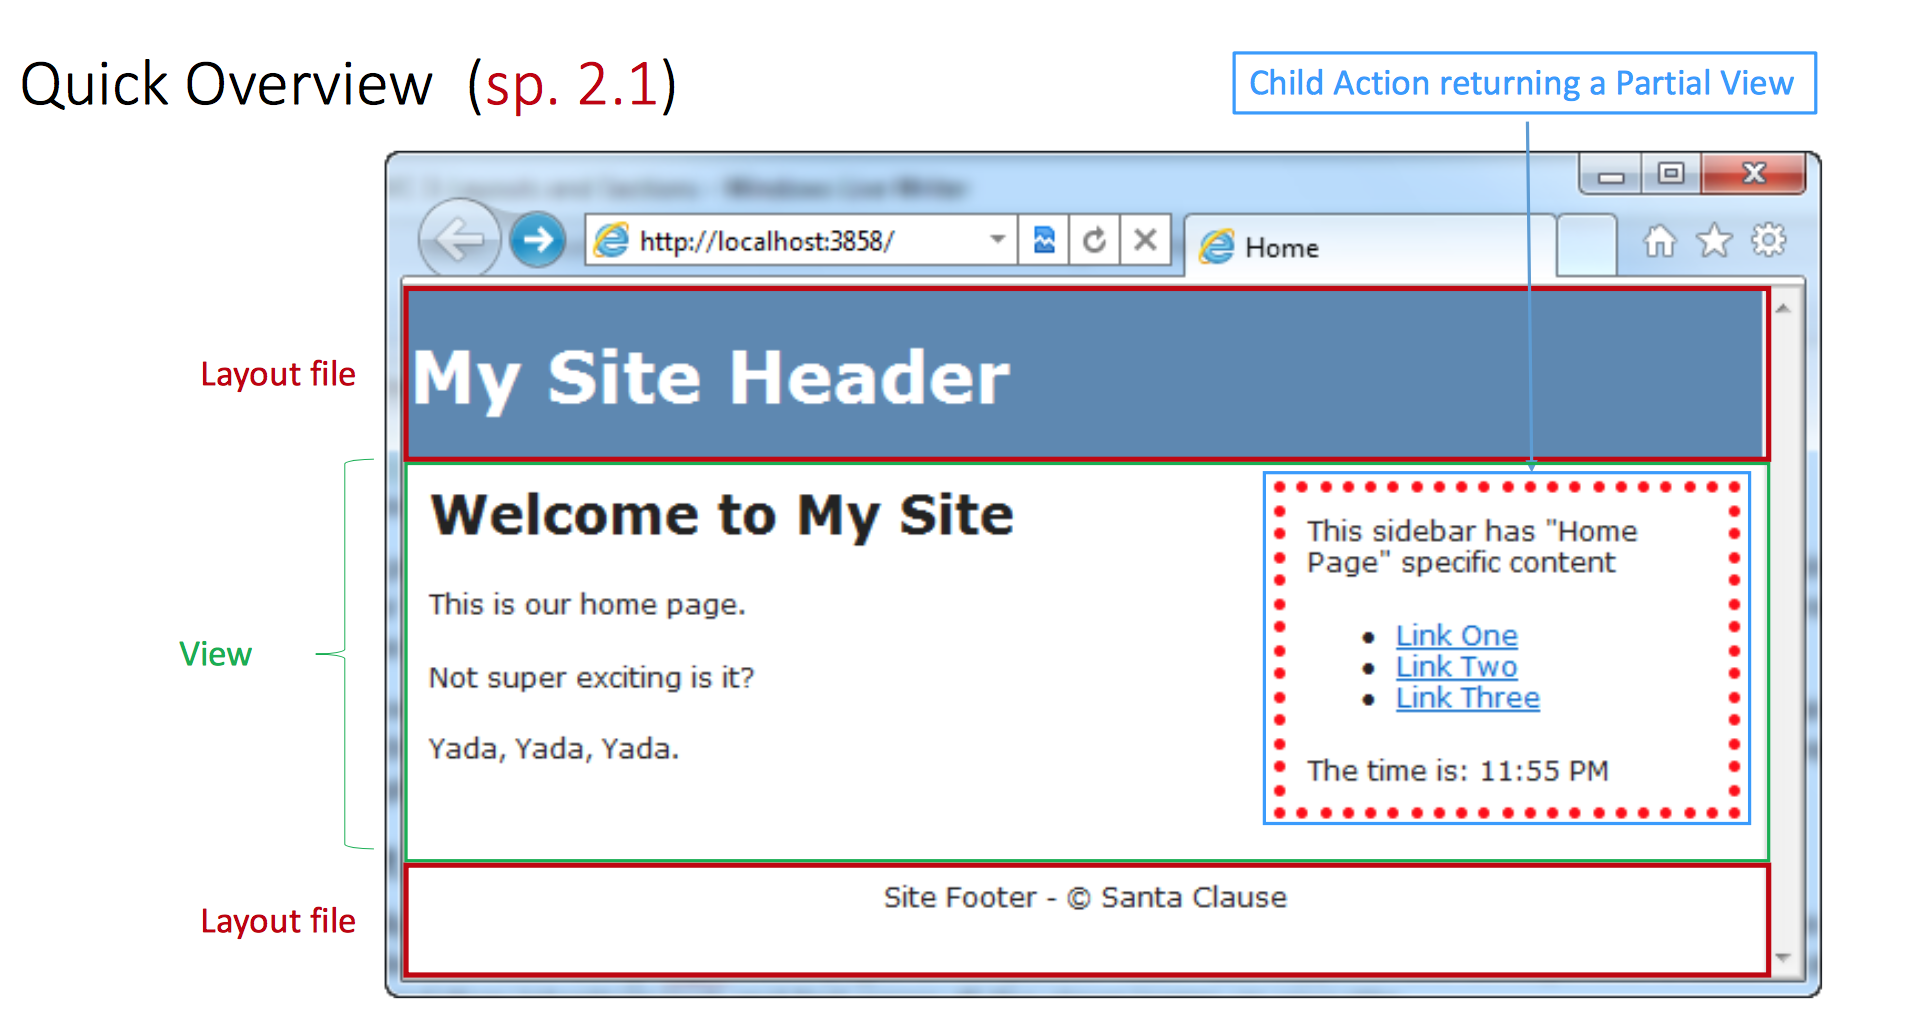 Quick Overview (sp. 2.1)
Child Action returning a Partial View
http://localhost:3858/
Home
Layout file
My Site Header
View
Welcome to My Site
This is our home page.
Not super exciting is it?
Yada, Yada, Yada.
This sidebar has "Home
Page" specific content
• Link One
• Link Two
• Link Three
The time is: 11:55 PM
Layout file
Site Footer - © Santa Clause